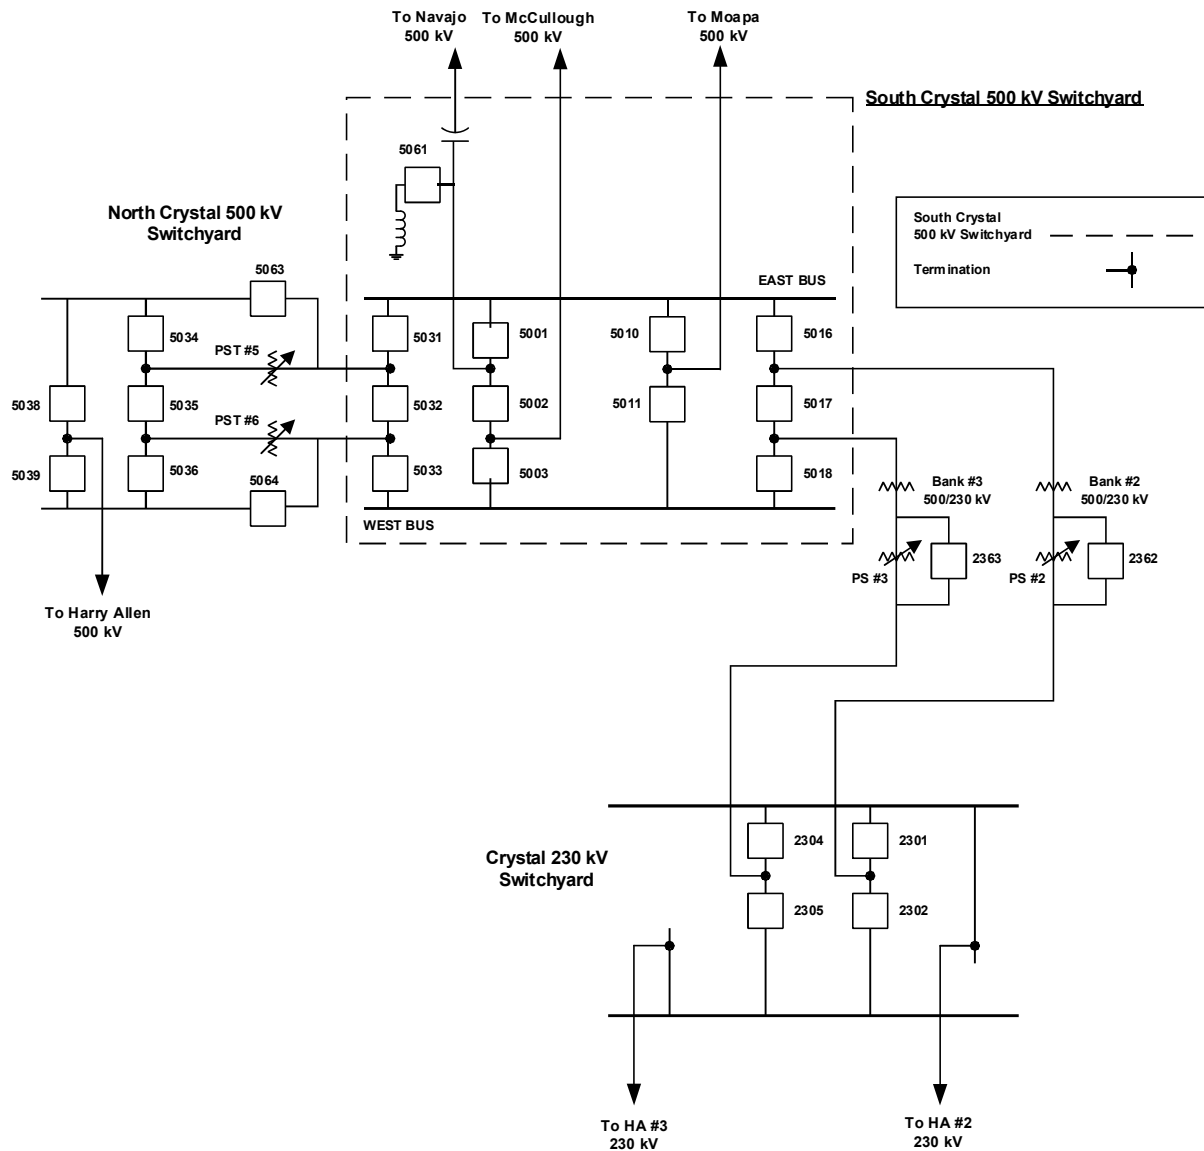 To Navajo
500 kV
To McCullough
500 kV
To Moapa
500 kV
South Crystal 500 kV Switchyard
5061
North Crystal 500 kV
Switchyard
South Crystal
500 kV Switchyard
Termination
5063
EAST BUS
5034
PST #5
5031
5001
5010
5016
5038
5035
PST #6
5032
5002
5011
5017
5039
5036
5064
5033
5003
5018
WEST BUS
Bank #3
500/230 kV
Bank #2
500/230 kV
PS #3
2363
PS #2
2362
To Harry Allen
500 kV
2304
2301
Crystal 230 kV
Switchyard
2305
2302
To HA #3
230 kV
To HA #2
230 kV